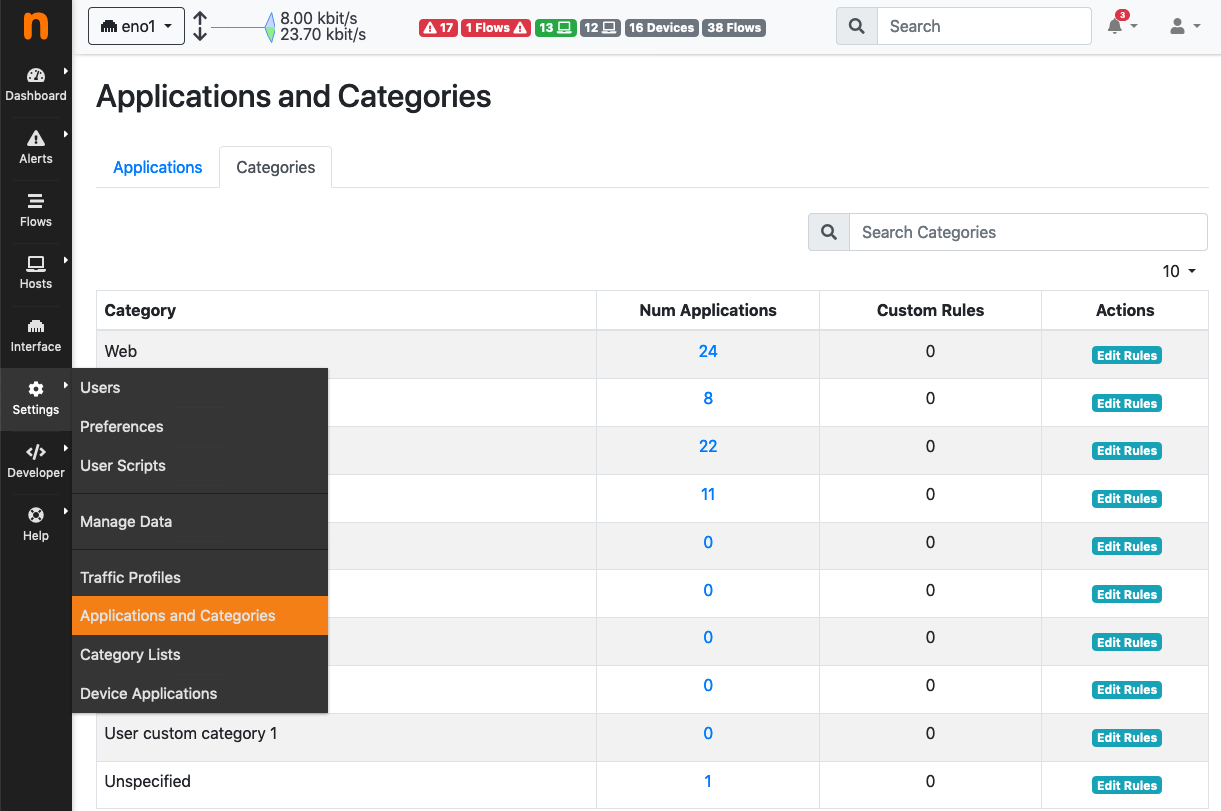 n
eno1
8.00 kbit/s
23.70 kbit/s
17
1 Flows
13
12
16 Devices
38 Flows
Search
3
Dashboard
Alerts
Flows
Hosts
Interface
Settings
Developer
Help
Applications and Categories
Applications
Categories
Search Categories
10
Category Num Applications Custom Rules Actions
Web 24 0 Edit Rules
8 0 Edit Rules
22 0 Edit Rules
11 0 Edit Rules
0 0 Edit Rules
0 0 Edit Rules
0 0 Edit Rules
0 0 Edit Rules
User custom category 1 0 0 Edit Rules
Unspecified 1 0 Edit Rules
Users
Preferences
User Scripts
Manage Data
Traffic Profiles
Applications and Categories
Category Lists
Device Applications